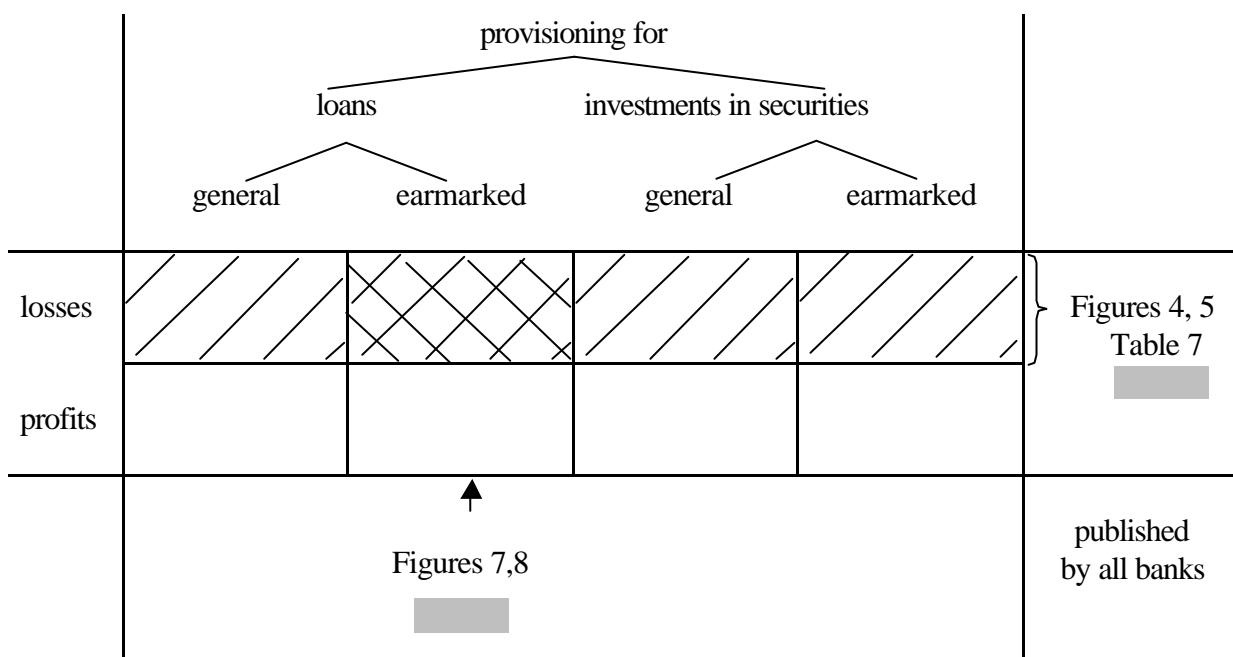 provisioning for
loans
investments in securities
general
earmarked
general
earmarked
losses
Figures 4, 5
Table 7
profits
Figures 7,8
published
by all banks